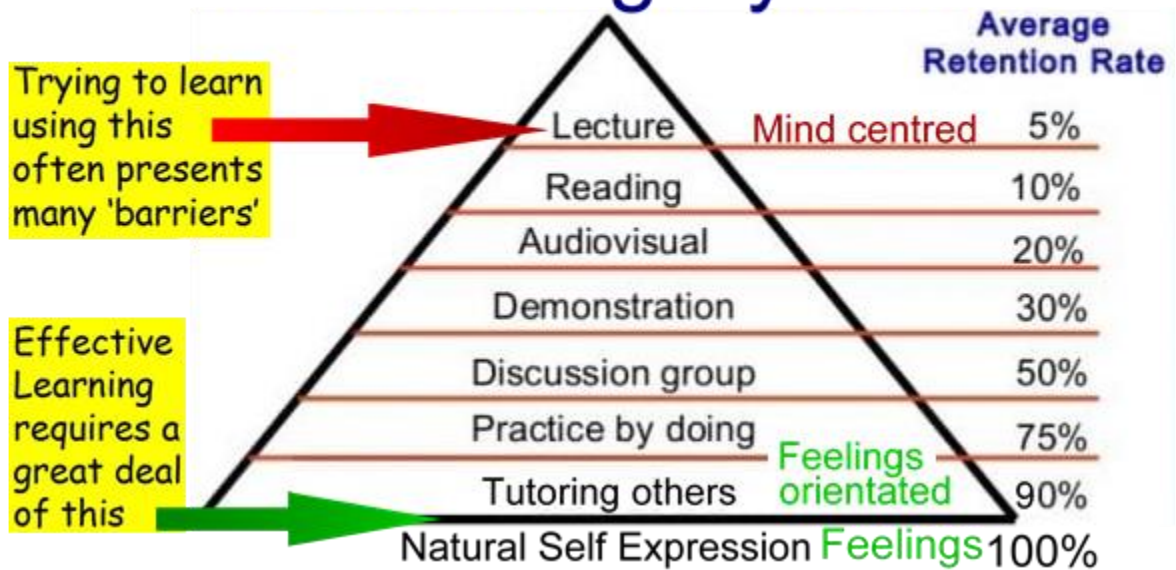 Average
Retention Rate
Trying to learn
using this
often presents
many 'barriers'
Lecture Mind centred 5%
Reading 10%
Audiovisual 20%
Demonstration 30%
Effective
Learning
requires a
great deal
of this
Discussion group 50%
Practice by doing 75%
Tutoring others Feelings orientated 90%
Natural Self Expression Feelings 100%